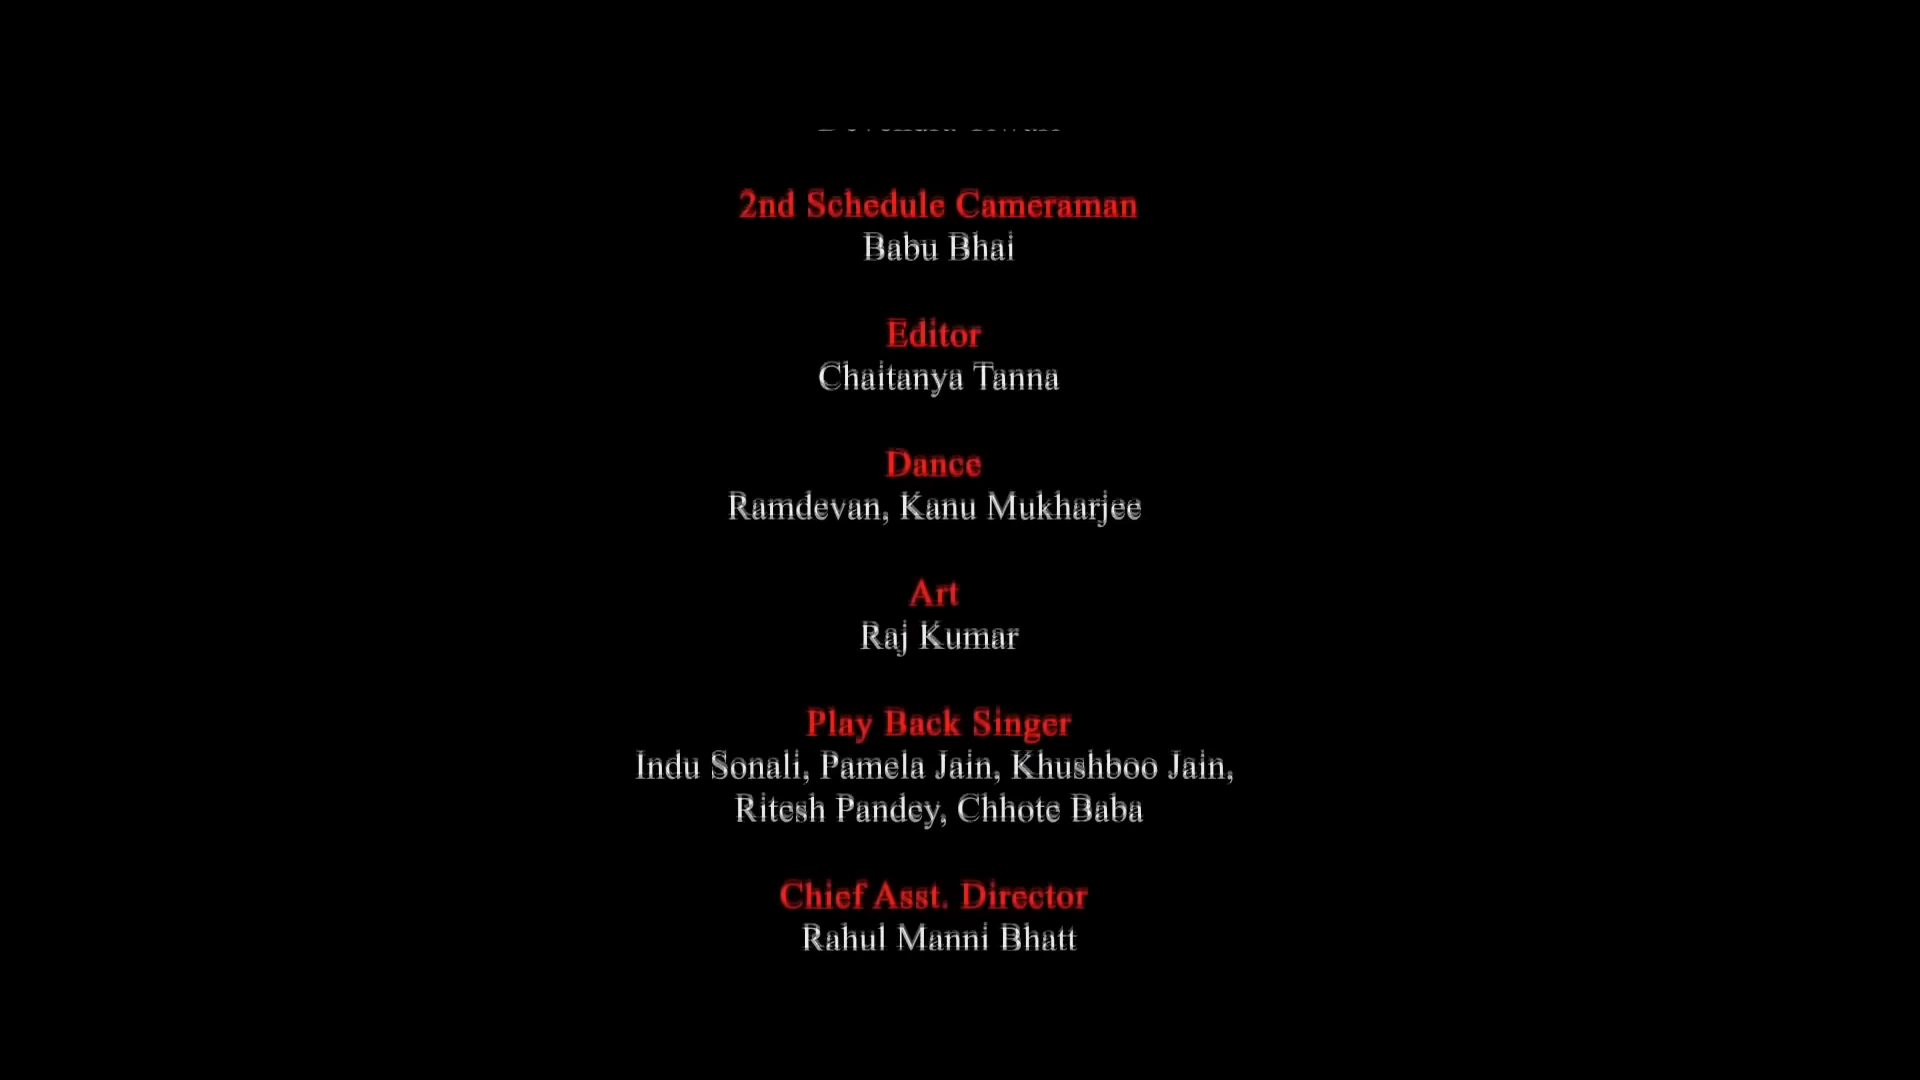 2nd Schedule Cameraman
Babu Bhai
Editor
Chaitanya Tanna
Dance
Ramdevan, Kanu Mukharjee
Art
Raj Kumar
Play Back Singer
Indu Sonali, Pamela Jain, Khushboo Jain,
Ritesh Pandey, Chhote Baba
Chief Asst. Director
Rahul Manni Bhatt